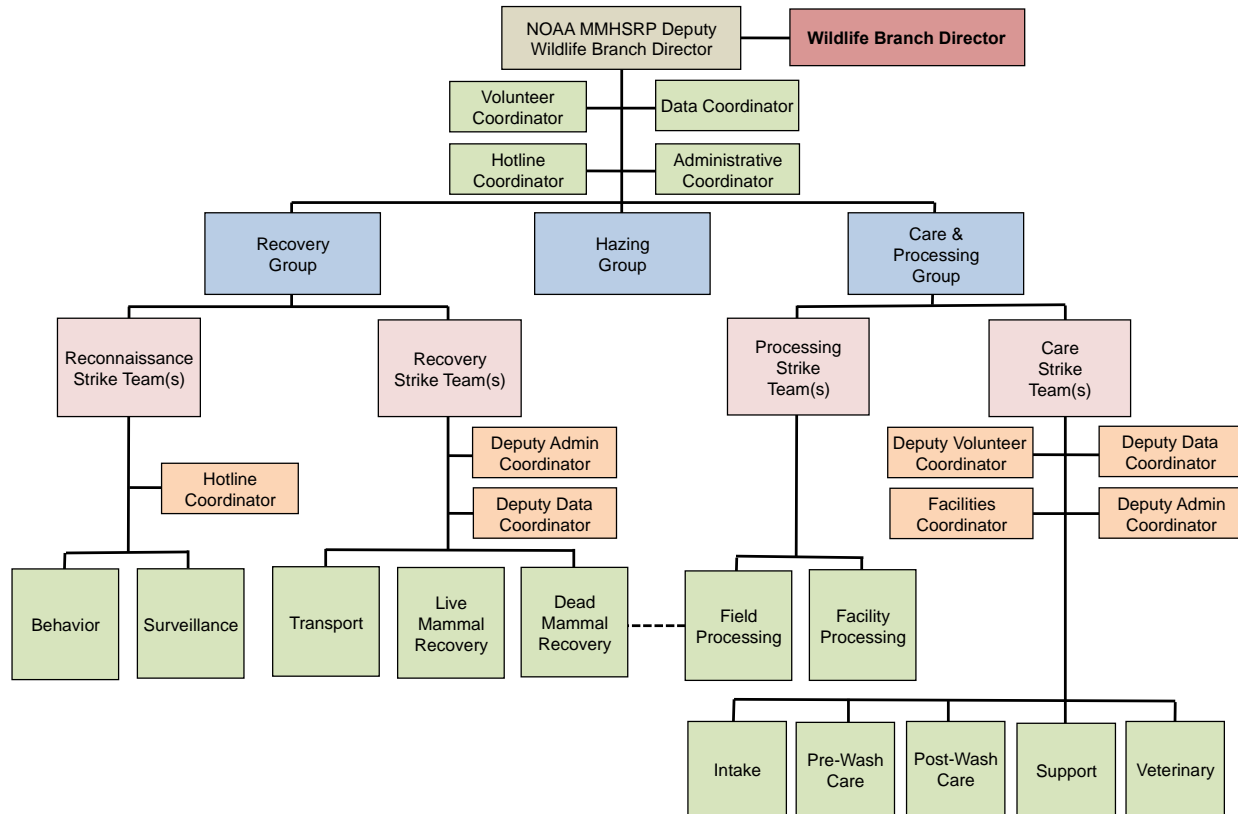 NOAA MMHSRP Deputy
Wildlife Branch Director
Wildlife Branch Director
Volunteer
Coordinator
Data Coordinator
Hotline
Coordinator
Administrative
Coordinator
Recovery
Group
Hazing
Group
Care &
Processing
Group
Reconnaissance
Strike Team(s)
Recovery
Strike Team(s)
Processing
Strike
Team(s)
Care
Strike
Team(s)
Hotline
Coordinator
Deputy Admin
Coordinator
Deputy Data
Coordinator
Deputy Volunteer
Coordinator
Deputy Data
Coordinator
Facilities
Coordinator
Deputy Admin
Coordinator
Behavior
Surveillance
Transport
Live
Mammal
Recovery
Dead
Mammal
Recovery
Field
Processing
Facility
Processing
Intake
Pre-Wash
Care
Post-Wash
Care
Support
Veterinary